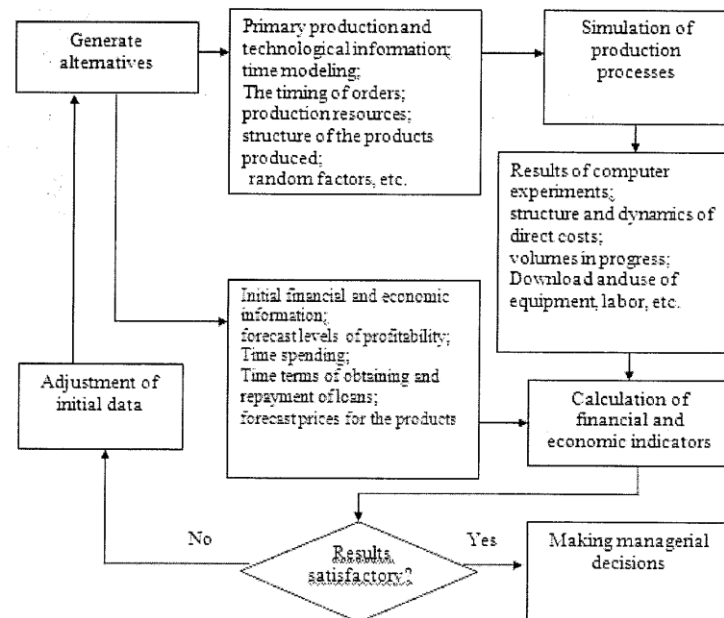 Generate
alternatives
Primary production and
technological information;
time modeling;
The timing of orders;
production resources;
structure of the products
produced;
random factors, etc.
Simulation of
production
processes
Results of computer
experiments;
structure and dynamics of
direct costs;
volumes in progress;
Download anduse of
equipment, labor, etc.
Initial financial and economic
information;
forecast levels of profitability;
Time spending;
Time terms of obtaining and
repayment of loans;
forecast prices for the products
Adjustment of
initial data
Calculation of
financial and
economic indicators
No
Results
satisfactory?
Yes
Making managerial
decisions